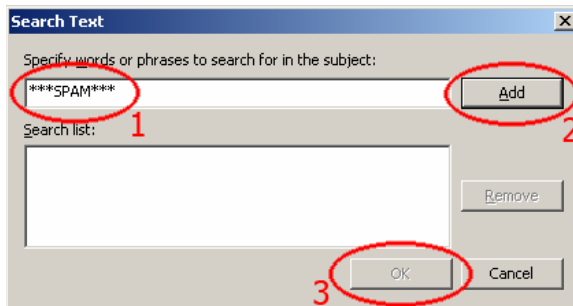 Search Text
Specify words or phrases to search for in the subject:
***SPAM***
Add
1
2
Search list:
Remove
OK
Cancel
3